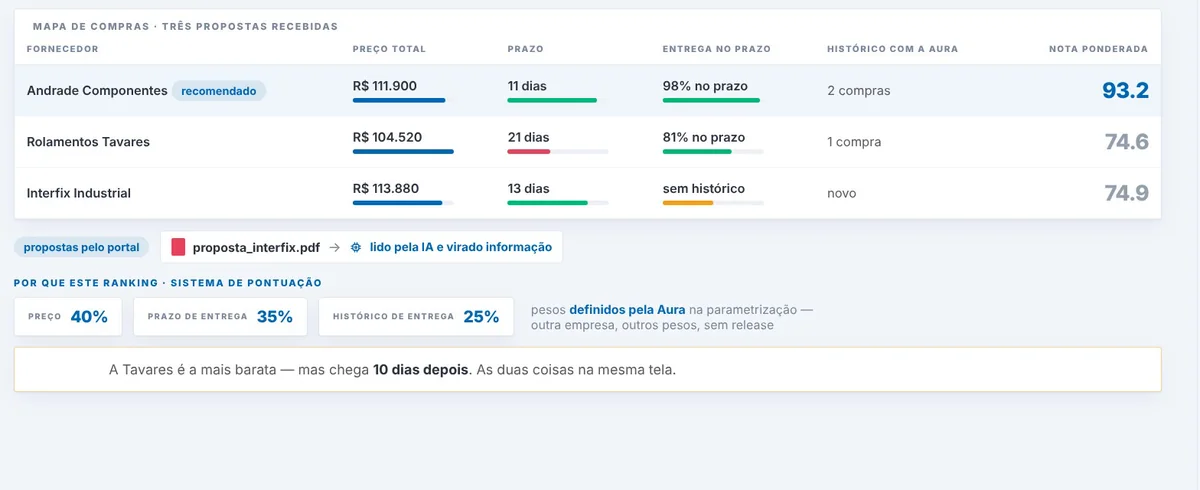 MAPA DE COMPRAS · TRÊS PROPOSTAS RECEBIDAS
FORNECEDOR PREÇO TOTAL PRAZO ENTREGA NO PRAZO HISTÓRICO COM A AURA NOTA PONDERADA
Andrade Componentes recomendado R$ 111.900 11 dias 98% no prazo 2 compras 93.2
Rolamentos Tavares R$ 104.520 21 dias 81% no prazo 1 compra 74.6
Interfix Industrial R$ 113.880 13 dias sem histórico novo 74.9
propostas pelo portal proposta_interfix.pdf → lido pela IA e virado informação
POR QUE ESTE RANKING · SISTEMA DE PONTUAÇÃO
PREÇO 40% PRAZO DE ENTREGA 35% HISTÓRICO DE ENTREGA 25%
pesos definidos pela Aura na parametrização —
outra empresa, outros pesos, sem release
A Tavares é a mais barata — mas chega 10 dias depois. As duas coisas na mesma tela.